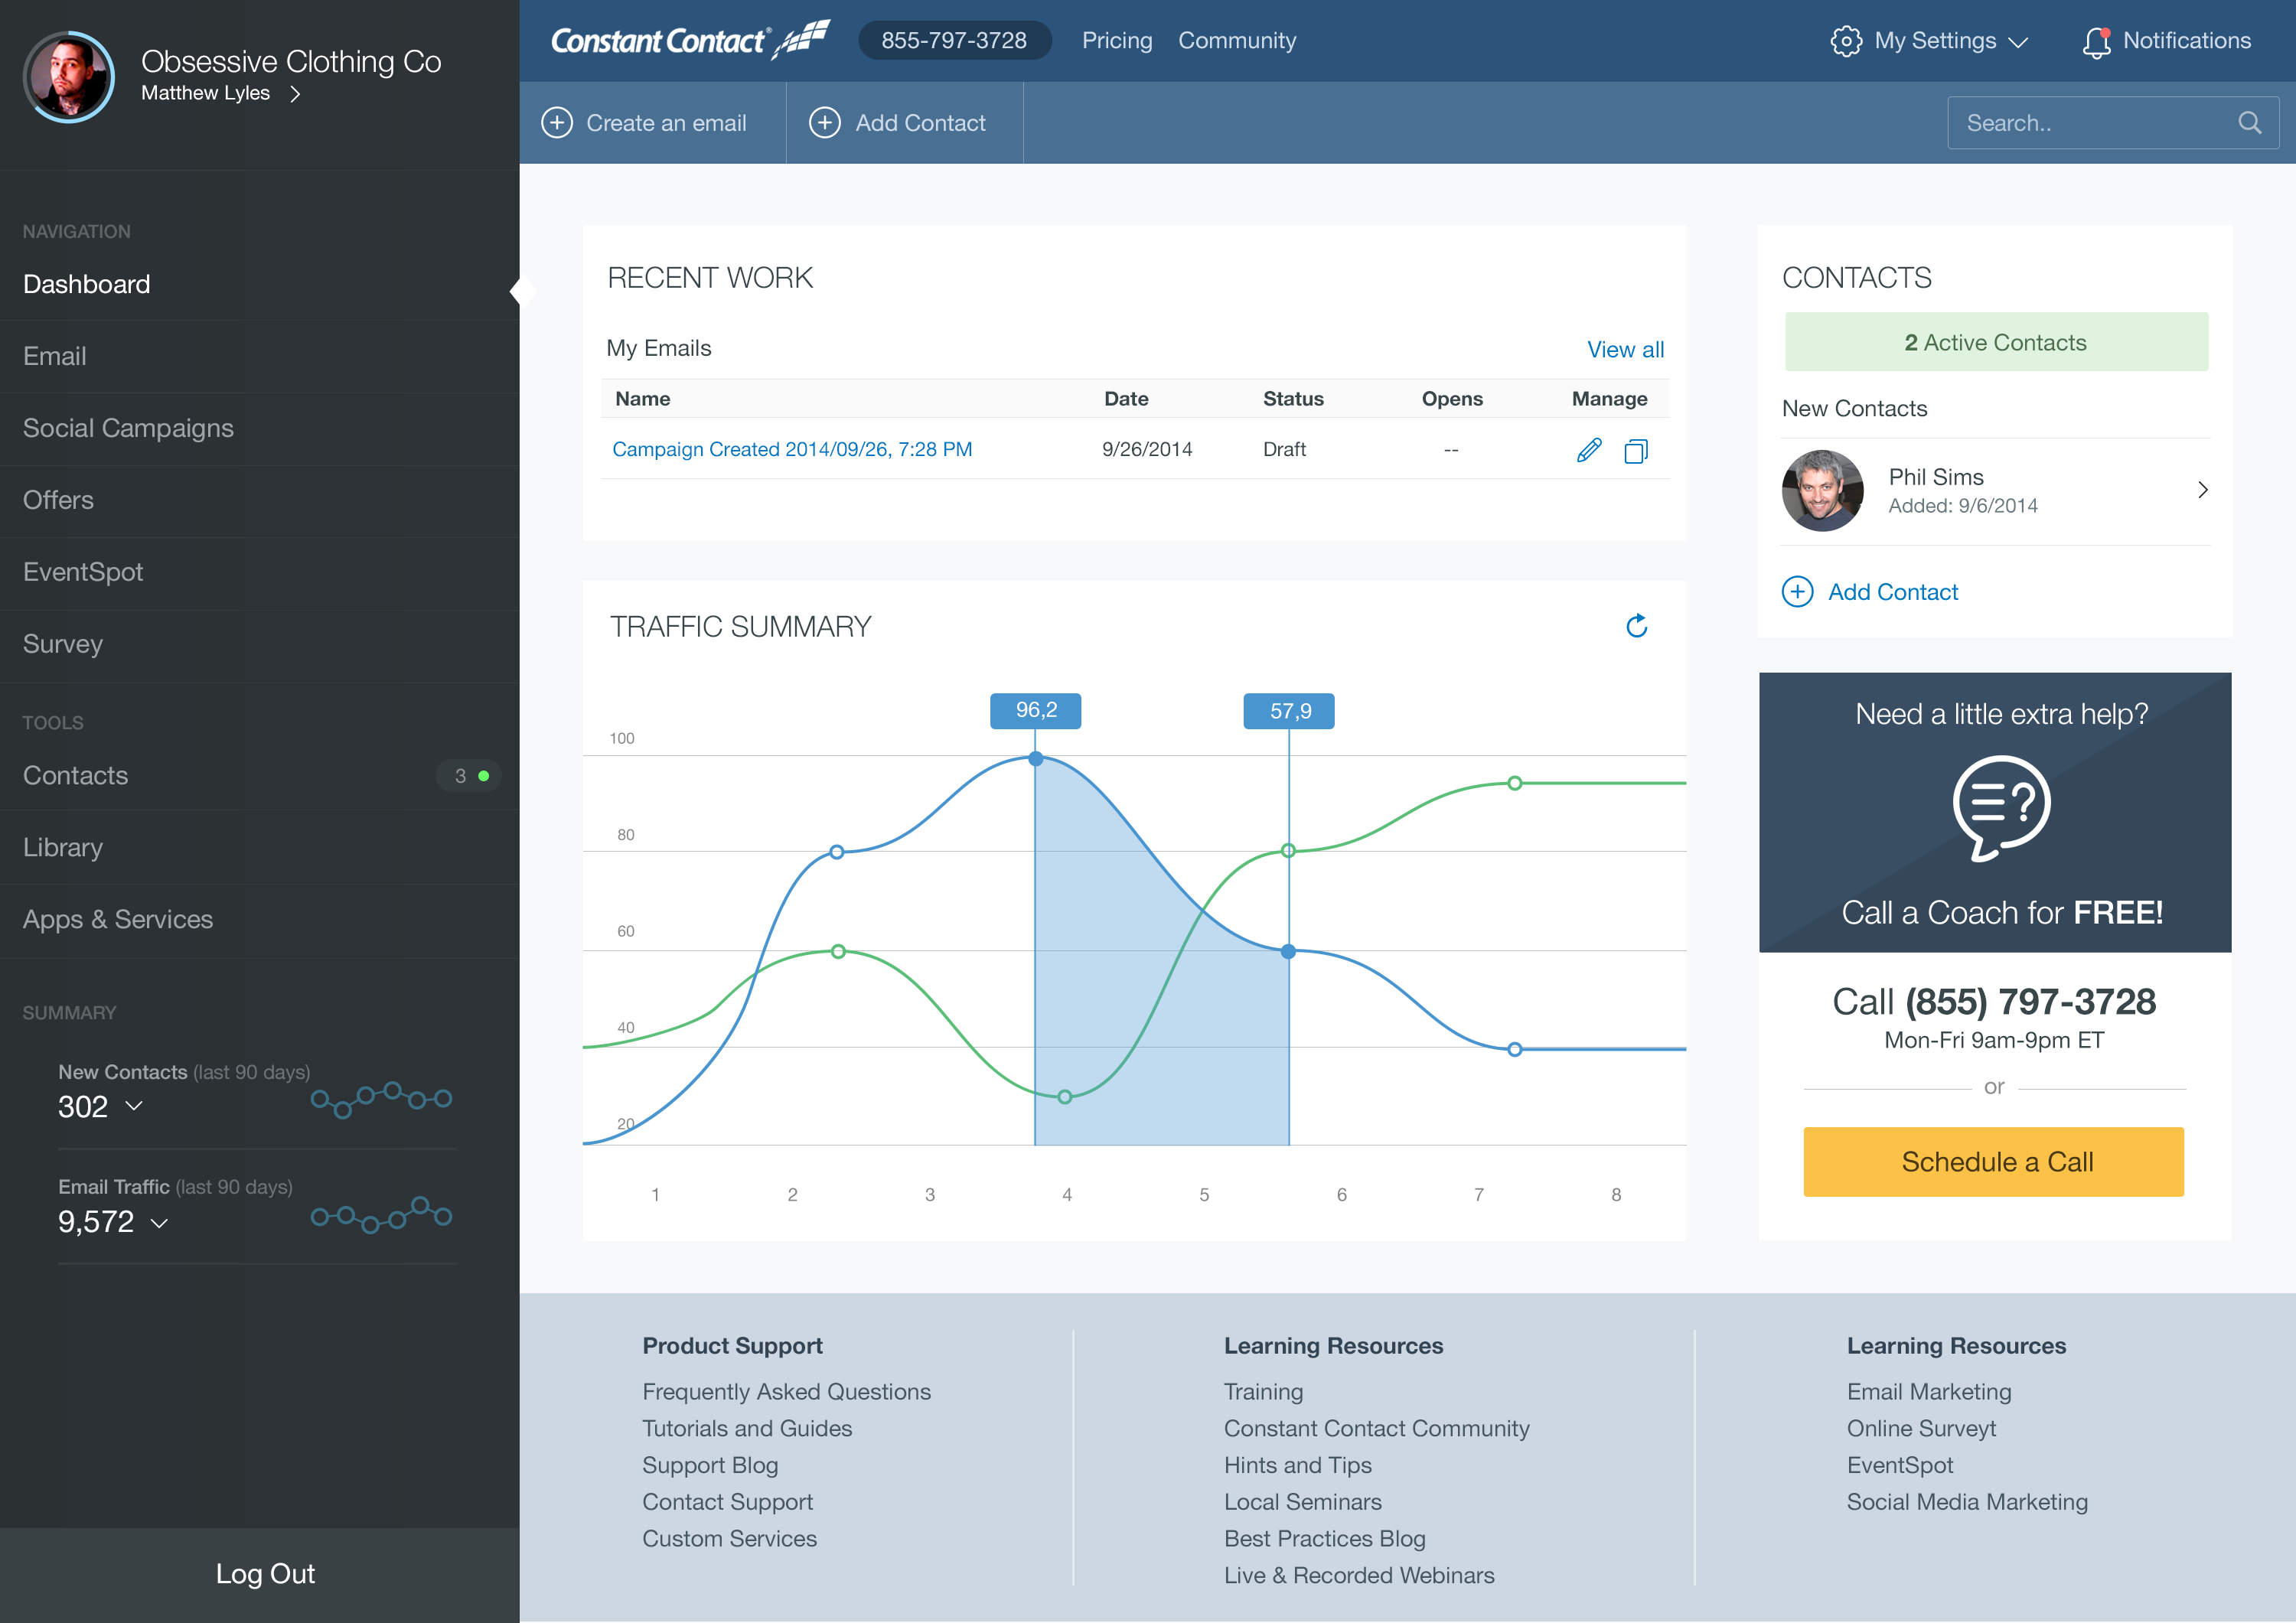 Obsessive Clothing Co
Matthew Lyles
NAVIGATION
Dashboard
Email
Social Campaigns
Offers
EventSpot
Survey
TOOLS
Contacts 3
Library
Apps & Services
SUMMARY
New Contacts (last 90 days)
302
Email Traffic (last 90 days)
9,572
Log Out
Constant Contact® 855-797-3728 Pricing Community My Settings Notifications
Create an email Add Contact Search..
RECENT WORK
My Emails View all
Name Date Status Opens Manage
Campaign Created 2014/09/26, 7:28 PM 9/26/2014 Draft --
TRAFFIC SUMMARY
96,2 57,9
100
80
60
40
20
1 2 3 4 5 6 7 8
CONTACTS
2 Active Contacts
New Contacts
Phil Sims
Added: 9/6/2014
Add Contact
Need a little extra help?
?
Call a Coach for FREE!
Call (855) 797-3728
Mon-Fri 9am-9pm ET
or
Schedule a Call
Product Support
Frequently Asked Questions
Tutorials and Guides
Support Blog
Contact Support
Custom Services
Learning Resources
Training
Constant Contact Community
Hints and Tips
Local Seminars
Best Practices Blog
Live & Recorded Webinars
Learning Resources
Email Marketing
Online Surveyt
EventSpot
Social Media Marketing